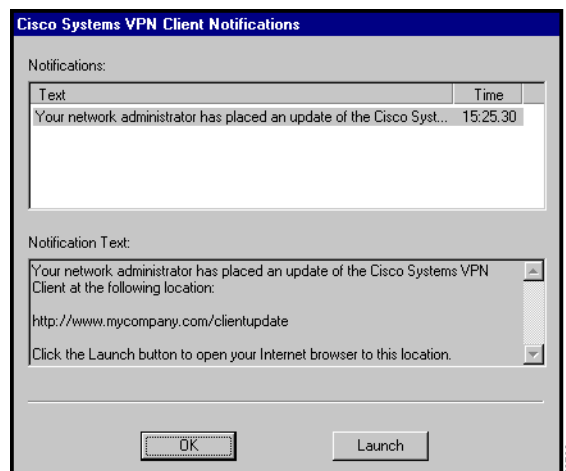 Cisco Systems VPN Client Notifications
Notifications:
Text Time
Your network administrator has placed an update of the Cisco Syst... 15:25.30
Notification Text:
Your network administrator has placed an update of the Cisco Systems VPN
Client at the following location:
http://www.mycompany.com/clientupdate
Click the Launch button to open your Internet browser to this location.
OK Launch